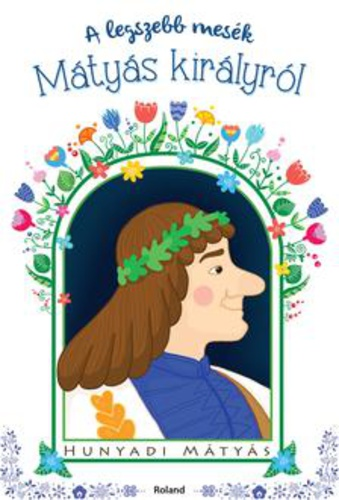 A legszebb mesék
Mátyás királyról
HUNYADI MÁTYÁS
Roland